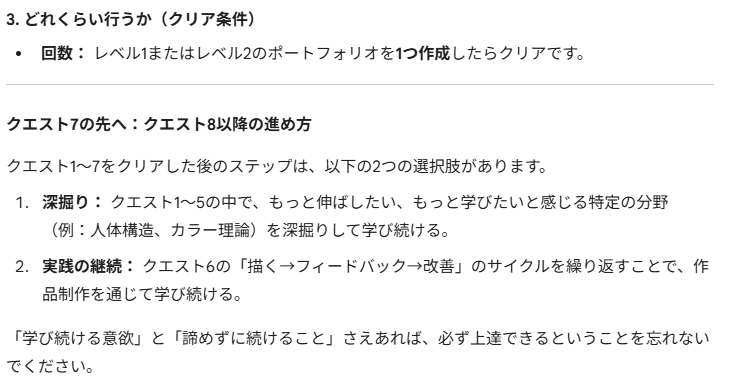 3. どれくらい行うか（クリア条件）
• 回数： レベル1またはレベル2のポートフォリオを1つ作成したらクリアです。
クエスト7の先へ：クエスト8以降の進め方
クエスト1〜7をクリアした後のステップは、以下の2つの選択肢があります。
1. 深掘り： クエスト1〜5の中で、もっと伸ばしたい、もっと学びたいと感じる特定の分野
（例：人体構造、カラー理論）を深掘りして学び続ける。
2. 実践の継続： クエスト6の「描く→フィードバック→改善」のサイクルを繰り返すことで、作
品制作を通じて学び続ける。
「学び続ける意欲」と「諦めずに続けること」さえあれば、必ず上達できるということを忘れない
でください。